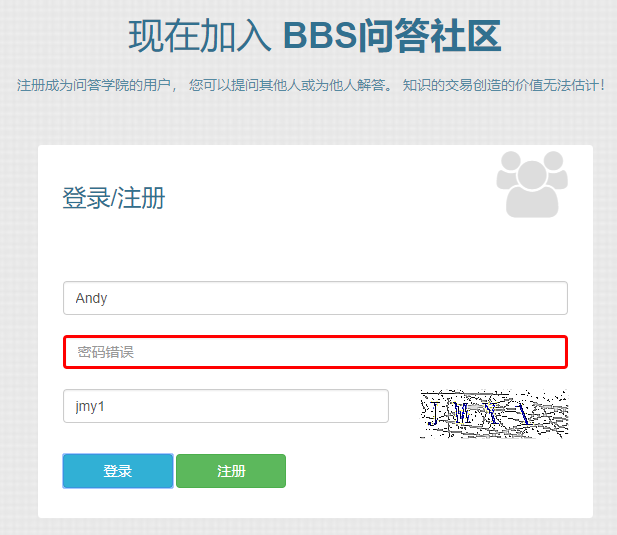 现在加入 BBS问答社区
注册成为问答学院的用户， 您可以提问其他人或为他人解答。 知识的交易创造的价值无法估计！
登录/注册
Andy
密码错误
jmy1
登录 注册